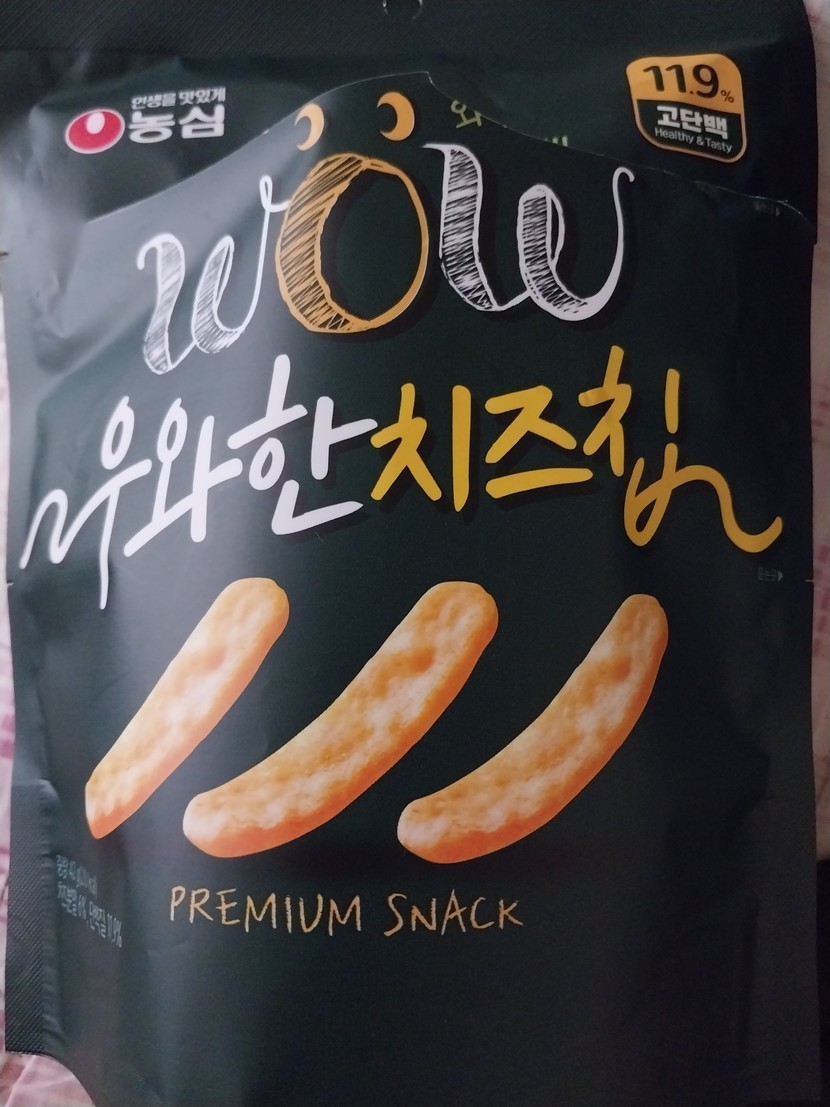 인생을 맛있게
농심
11.9%
고단백
Healthy & Tasty
와
WOW
우와한치즈칩
PREMIUM SNACK